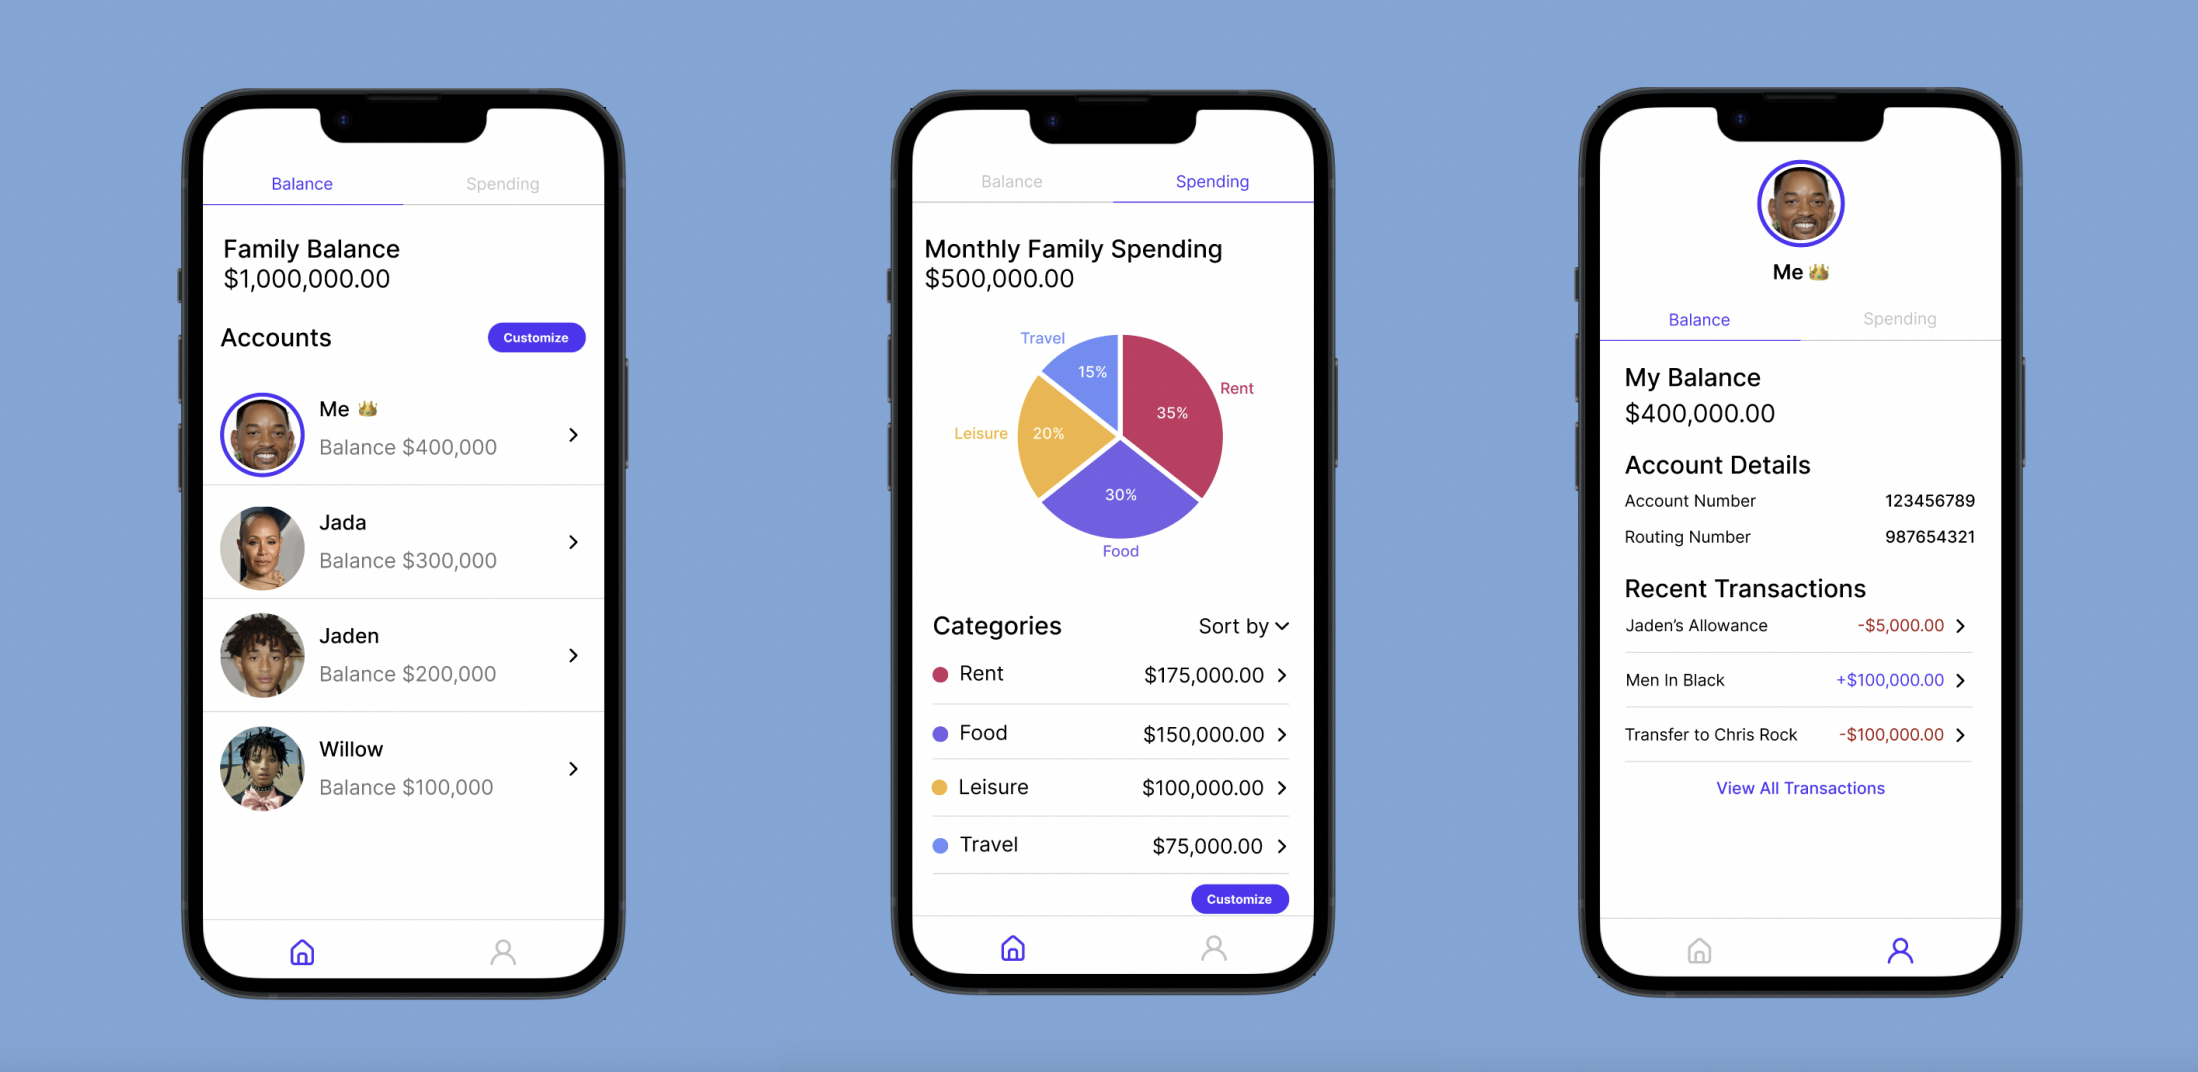 Balance Spending
Family Balance
$1,000,000.00
Accounts Customize
Me
Balance $400,000
Jada
Balance $300,000
Jaden
Balance $200,000
Willow
Balance $100,000
Balance Spending
Monthly Family Spending
$500,000.00
Travel
15%
Rent
35%
Leisure
20%
30%
Food
Categories Sort by
Rent $175,000.00
Food $150,000.00
Leisure $100,000.00
Travel $75,000.00
Customize
Me
Balance Spending
My Balance
$400,000.00
Account Details
Account Number 123456789
Routing Number 987654321
Recent Transactions
Jaden's Allowance -$5,000.00
Men In Black +$100,000.00
Transfer to Chris Rock -$100,000.00
View All Transactions